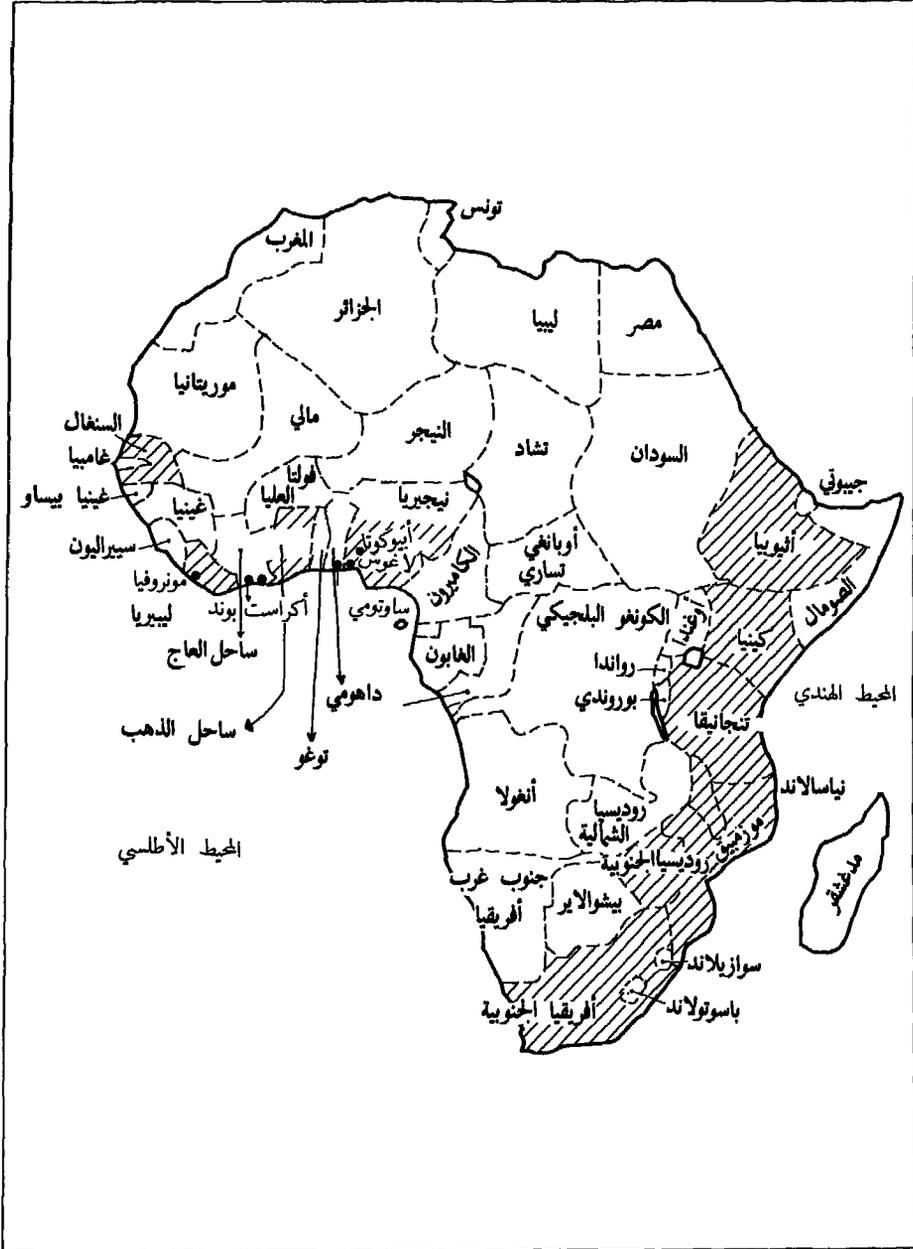 تونس
المغرب
الجزائر
ليبيا
مصر
موريتانيا
مالي
النيجر
تشاد
السودان
السنغال
غامبيا
غينيا بيساو
غينيا
فولتا
العليا
نيجيريا
جيبوتي
أثيوبيا
سييراليون
أبيوكوتا
لاغوس
الكاميرون
أوبانغي
تساري
الصومال
مونروفيا
ليبيريا
أكراست بوند
ساوتومي
الكونغو البلجيكي
أوغندا
كينيا
ساحل العاج
الغابون
رواندا
بوروندي
المحيط الهندي
داهومي
تنجانيقا
ساحل الذهب
توغو
أنغولا
روديسيا
الشمالية
نياسالاند
المحيط الأطلسي
موزمبيق
روديسيا الجنوبية
مدغشقر
جنوب غرب
أفريقيا
بيشوالاير
سوازيلاند
أفريقيا الجنوبية
باسوتولاند